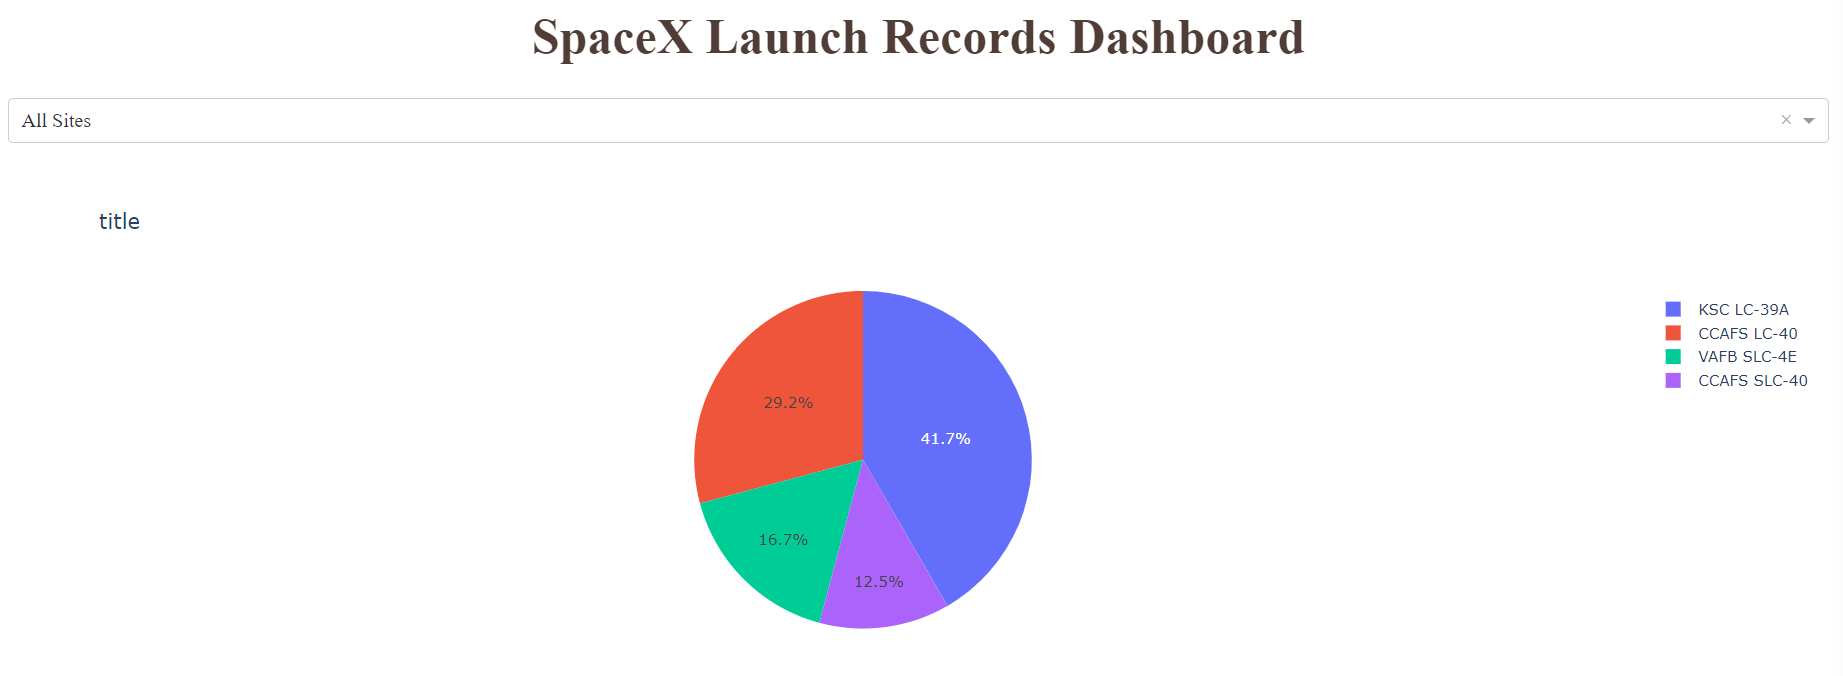 SpaceX Launch Records Dashboard
All Sites
title
KSC LC-39A
CCAFS LC-40
VAFB SLC-4E
CCAFS SLC-40
29.2%
41.7%
16.7%
12.5%